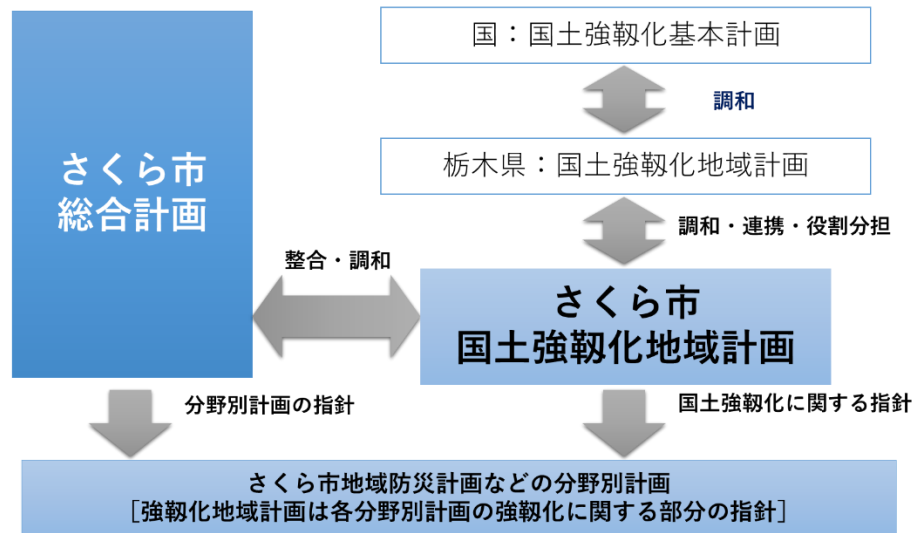 国：国土強靱化基本計画
調和
栃木県：国土強靱化地域計画
調和・連携・役割分担
さくら市
総合計画
整合・調和
さくら市
国土強靱化地域計画
分野別計画の指針
国土強靱化に関する指針
さくら市地域防災計画などの分野別計画
［強靱化地域計画は各分野別計画の強靱化に関する部分の指針］